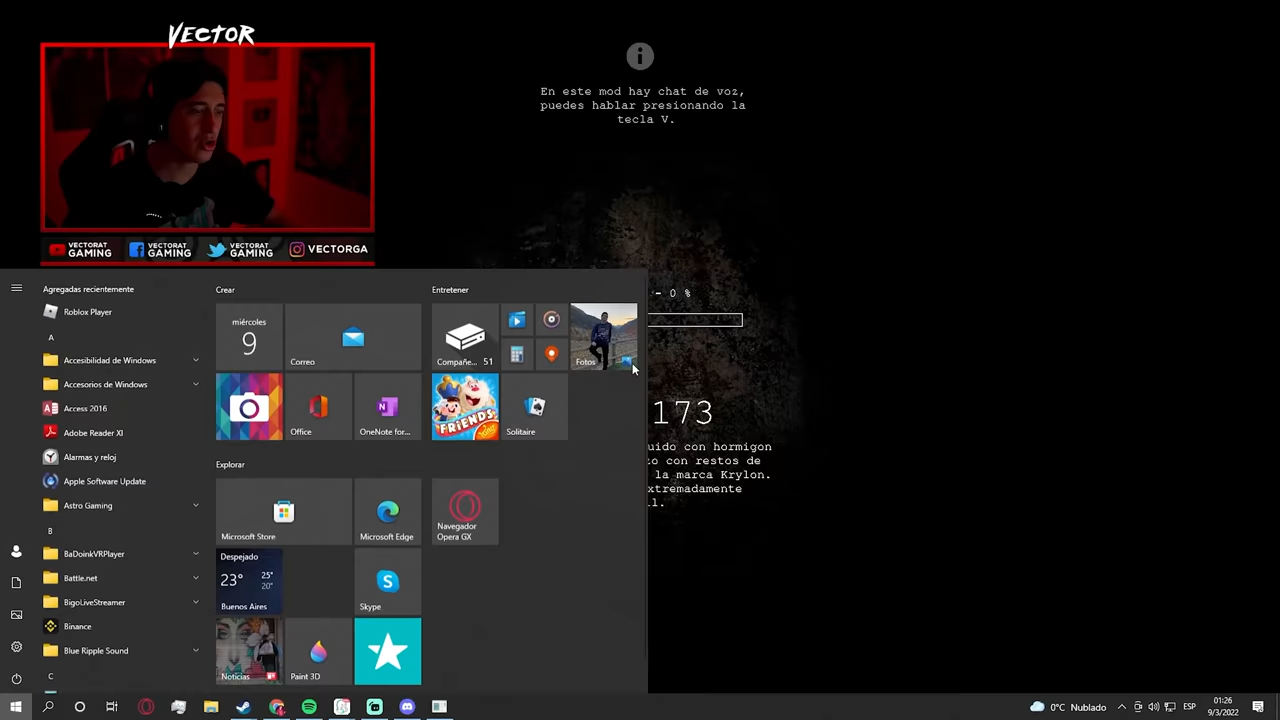 VECTOR
En este mod hay chat de voz,
puedes hablar presionando la
tecla V.
VECTORAT
GAMING
VECTORAT
GAMING
VECTORAT
GAMING
VECTORGA
- 0 %
173
uido con hormigon
zo con restos de
la marca Krylon.
xtremadamente
l.
Agregadas recientemente
Roblox Player
A
Accesibilidad de Windows
Accesorios de Windows
Access 2016
Adobe Reader XI
Alarmas y reloj
Apple Software Update
Astro Gaming
B
BaDoinkVRPlayer
Battle.net
BigoLiveStreamer
Binance
Blue Ripple Sound
C
Crear
miércoles
9
Correo
Office
OneNote for...
Explorar
Microsoft Store
Microsoft Edge
Despejado
23° 25°
20°
Buenos Aires
Skype
Noticias
Paint 3D
Entretener
Compañe... 51
Fotos
FRIENDS
King
Solitaire
Navegador
Opera GX
0°C Nublado
ESP
01:26
9/3/2022